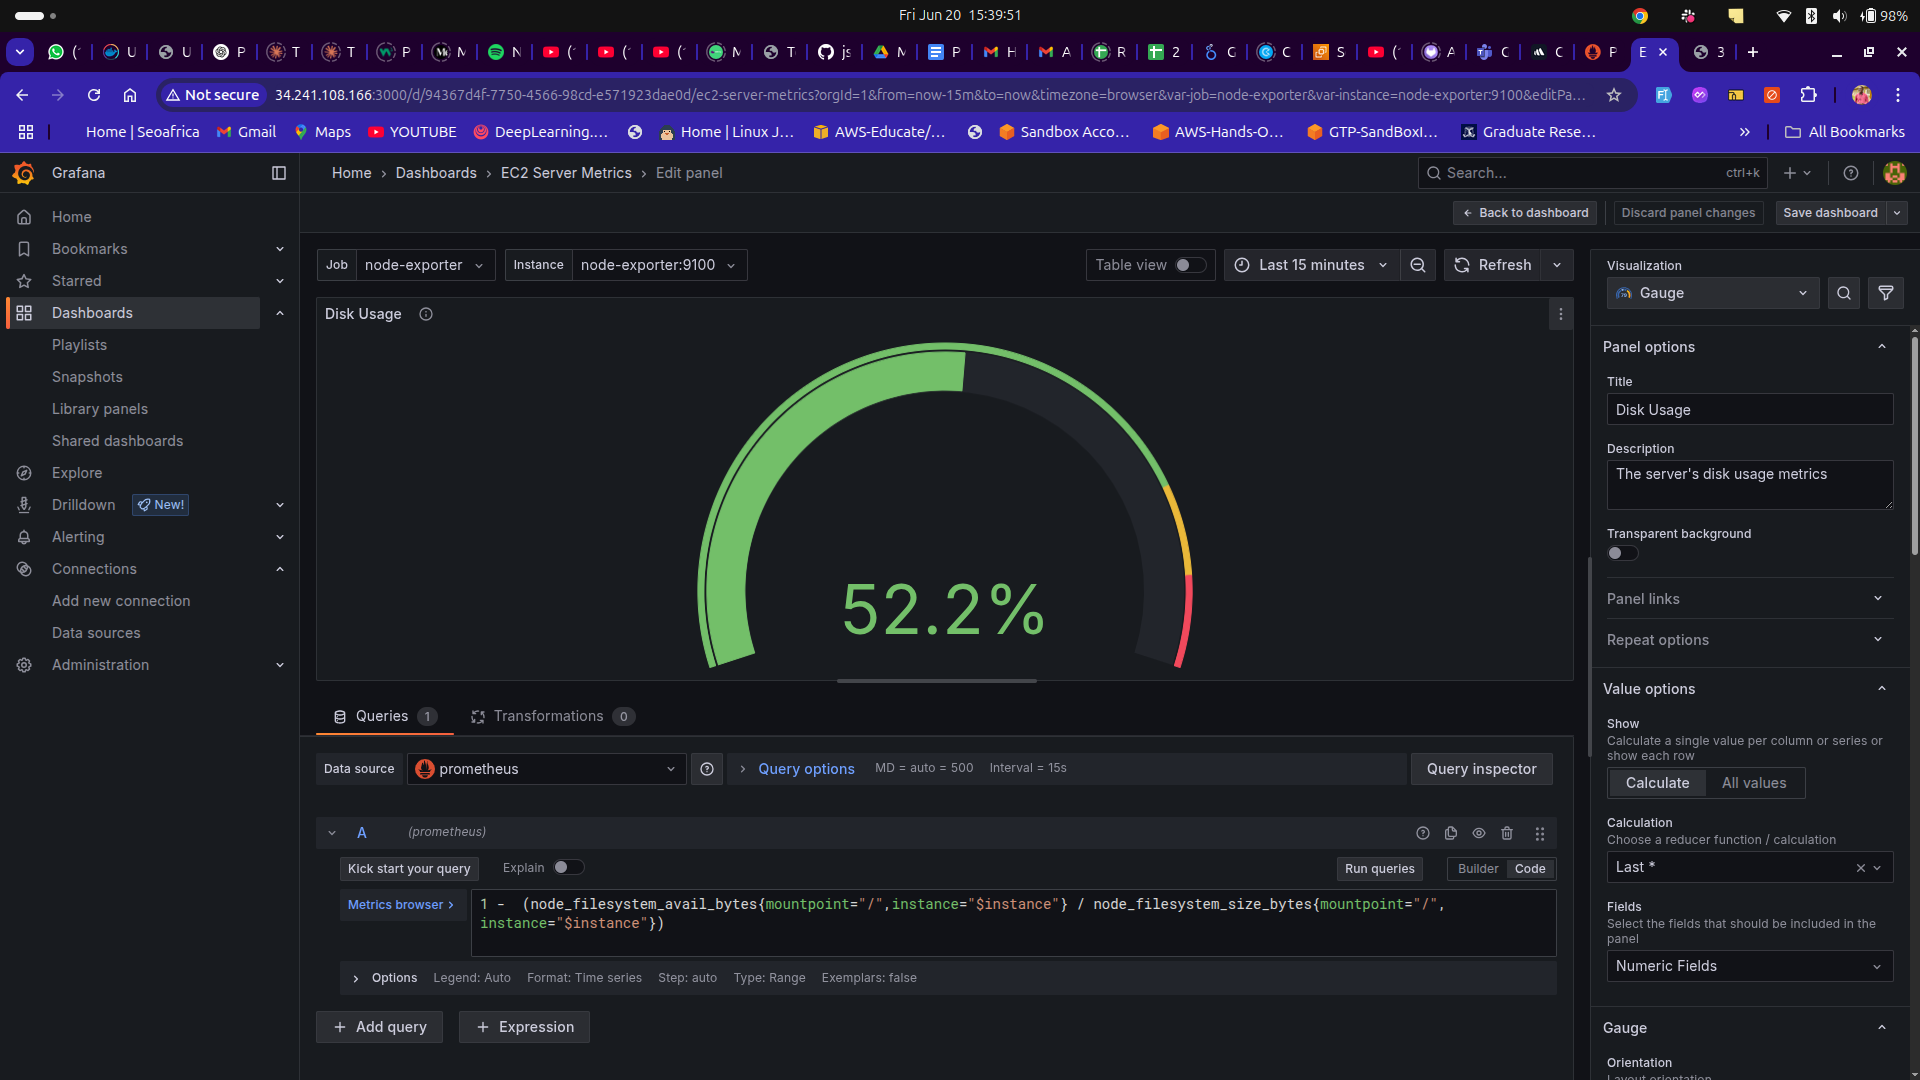 Fri Jun 20 15:39:51
98%
Not secure
34.241.108.166:3000/d/94367d4f-7750-4566-98cd-e571923dae0d/ec2-server-metrics?orgId=1&from=now-15m&to=now&timezone=browser&var-job=node-exporter&var-instance=node-exporter:9100&editPa...
Home | Seoafrica
Gmail
Maps
YOUTUBE
DeepLearning....
Home | Linux J...
AWS-Educate/...
Sandbox Acco...
AWS-Hands-O...
GTP-SandBoxI...
Graduate Rese...
All Bookmarks
Grafana
Home › Dashboards › EC2 Server Metrics › Edit panel
Search...
ctrl+k
Back to dashboard
Discard panel changes
Save dashboard
Home
Bookmarks
Starred
Dashboards
Playlists
Snapshots
Library panels
Shared dashboards
Explore
Drilldown
New!
Alerting
Connections
Add new connection
Data sources
Administration
Job
node-exporter
Instance
node-exporter:9100
Table view
Last 15 minutes
Refresh
Disk Usage
52.2%
Queries 1
Transformations 0
Data source
prometheus
Query options
MD = auto = 500
Interval = 15s
Query inspector
A
(prometheus)
Kick start your query
Explain
Run queries
Builder
Code
Metrics browser >
1 -  (node_filesystem_avail_bytes{mountpoint="/",instance="$instance"} / node_filesystem_size_bytes{mountpoint="/",
instance="$instance"})
Options
Legend: Auto
Format: Time series
Step: auto
Type: Range
Exemplars: false
+ Add query
+ Expression
Visualization
Gauge
Panel options
Title
Disk Usage
Description
The server's disk usage metrics
Transparent background
Panel links
Repeat options
Value options
Show
Calculate a single value per column or series or
show each row
Calculate
All values
Calculation
Choose a reducer function / calculation
Last *
Fields
Select the fields that should be included in the
panel
Numeric Fields
Gauge
Orientation
Layout orientation